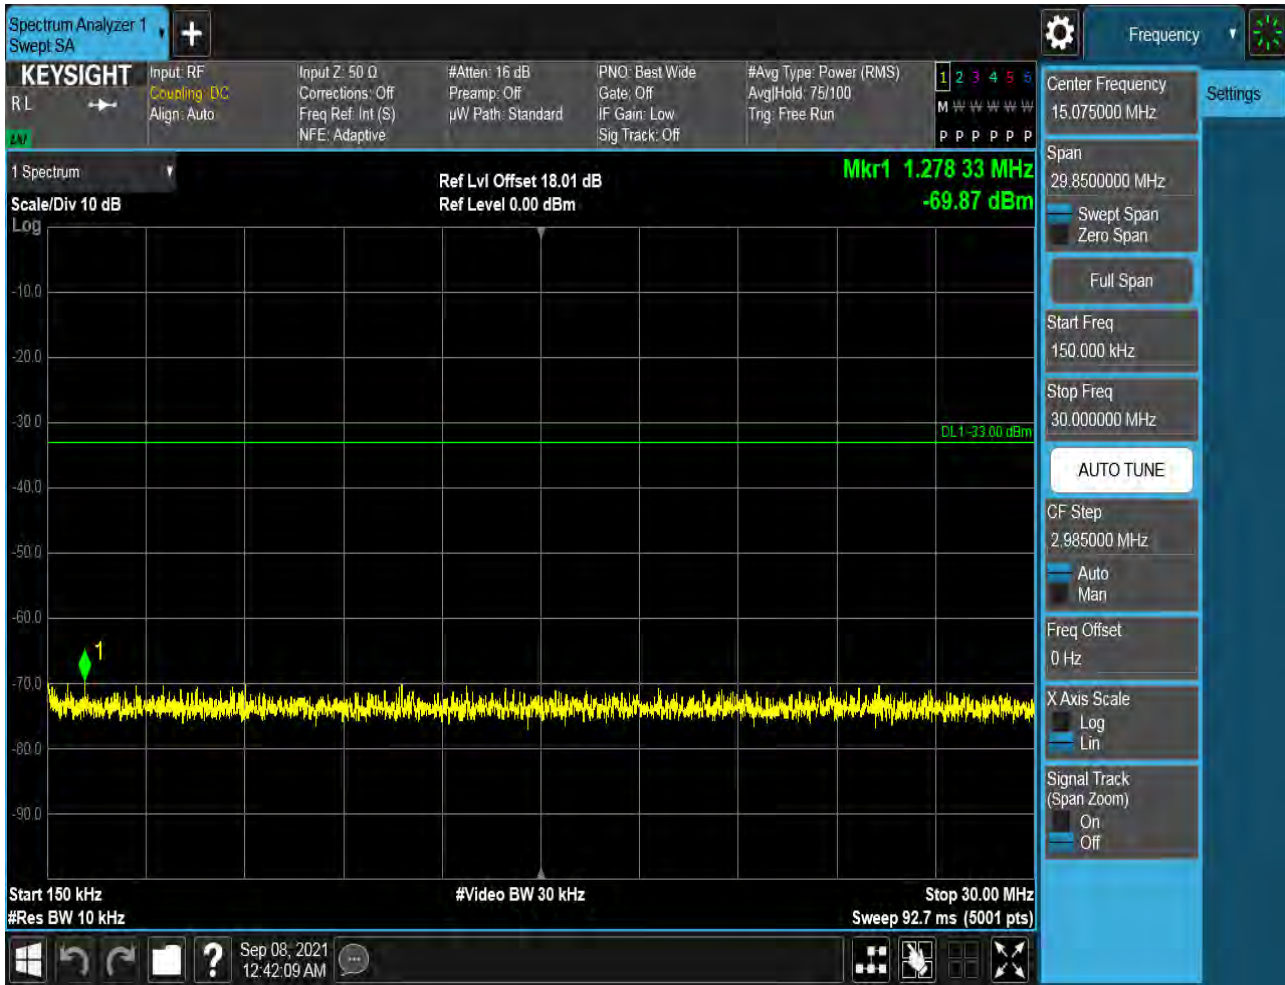 Spectrum Analyzer 1
Swept SA
+
Frequency
KEYSIGHT
R L
LXI
Input: RF
Coupling: DC
Align: Auto
Input Z: 50 Ω
Corrections: Off
Freq Ref: Int (S)
NFE: Adaptive
#Atten: 16 dB
Preamp: Off
µW Path: Standard
PNO: Best Wide
Gate: Off
IF Gain: Low
Sig Track: Off
#Avg Type: Power (RMS)
Avg|Hold: 75/100
Trig: Free Run
1 2 3 4 5 6
M W W W W W
P P P P P P
1 Spectrum
Scale/Div 10 dB
Log
Ref Lvl Offset 18.01 dB
Ref Level 0.00 dBm
Mkr1 1.278 33 MHz
-69.87 dBm
-10.0
-20.0
-30.0
DL1 -33.00 dBm
-40.0
-50.0
-60.0
1
-70.0
-80.0
-90.0
Start 150 kHz
#Res BW 10 kHz
#Video BW 30 kHz
Stop 30.00 MHz
Sweep 92.7 ms (5001 pts)
Sep 08, 2021
12:42:09 AM
?
Center Frequency
15.075000 MHz
Settings
Span
29.8500000 MHz
Swept Span
Zero Span
Full Span
Start Freq
150.000 kHz
Stop Freq
30.000000 MHz
AUTO TUNE
CF Step
2.985000 MHz
Auto
Man
Freq Offset
0 Hz
X Axis Scale
Log
Lin
Signal Track
(Span Zoom)
On
Off